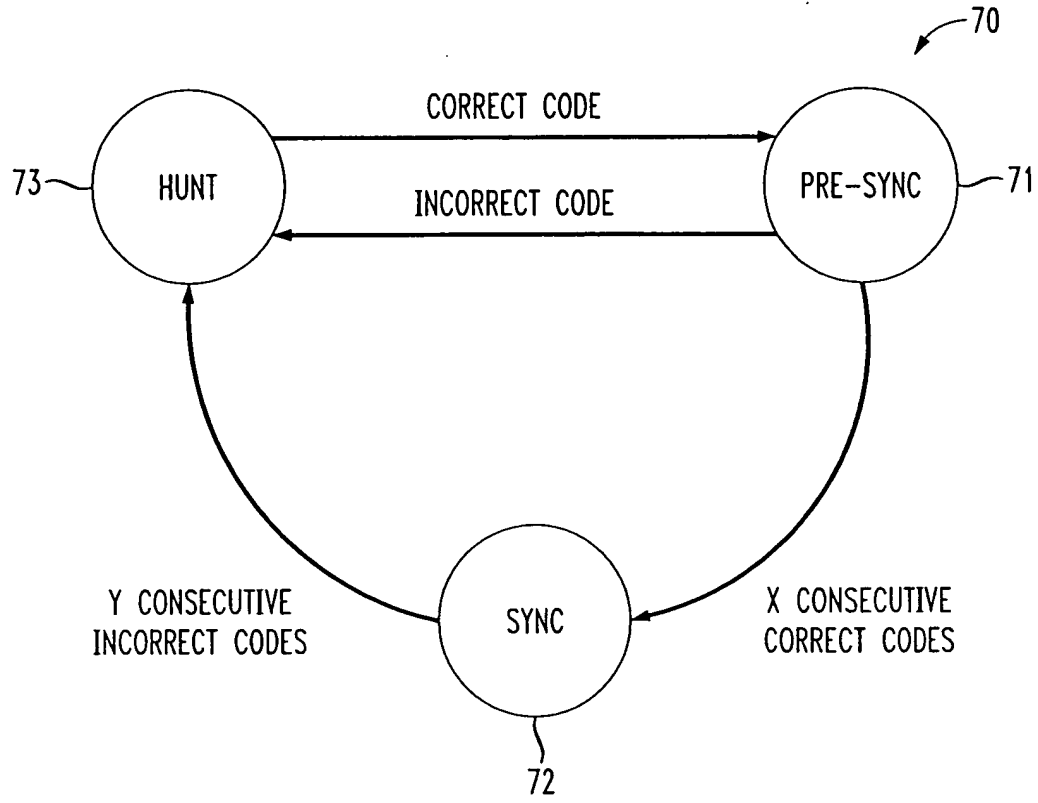 70
CORRECT CODE
73
HUNT
PRE-SYNC
71
INCORRECT CODE
Y CONSECUTIVE
INCORRECT CODES
SYNC
X CONSECUTIVE
CORRECT CODES
72